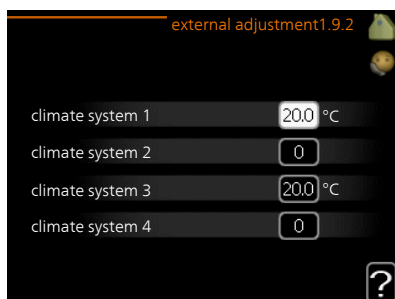 external adjustment1.9.2
climate system 1 20.0 °C
climate system 2 0
climate system 3 20.0 °C
climate system 4 0
?